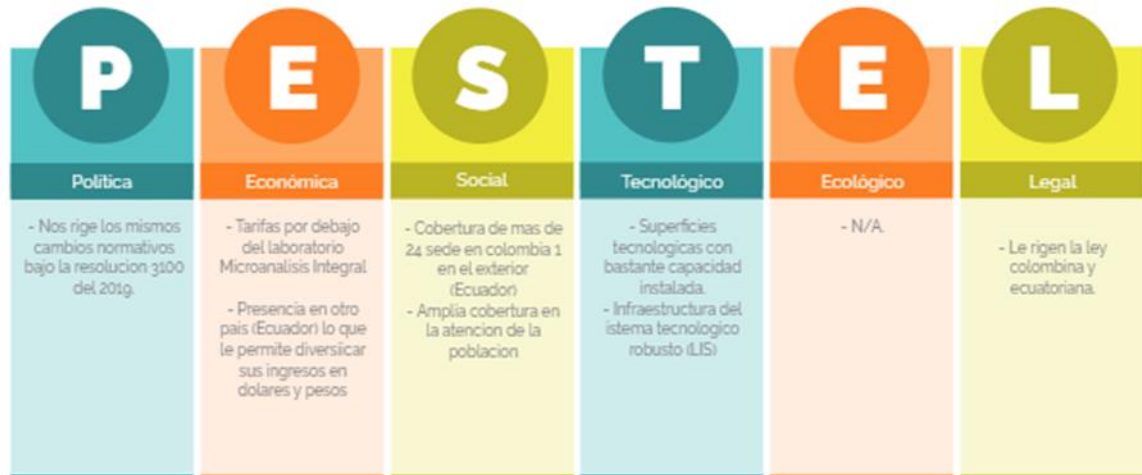 P
Política
- Nos rige los mismos
cambios normativos
bajo la resolucion 3100
del 2019.
E
Económica
- Tarifas por debajo
del laboratorio
Microanalisis Integral
- Presencia en otro
pais (Ecuador) lo que
le permite diversiicar
sus ingresos en
dolares y pesos
S
Social
- Cobertura de mas de
24 sede en colombia 1
en el exterior
(Ecuador)
- Amplia cobertura en
la atencion de la
poblacion
T
Tecnológico
- Superficies
tecnologicas con
bastante capacidad
instalada.
- Infraestructura del
istema tecnologico
robusto (LIS)
E
Ecológico
- N/A.
L
Legal
- Le rigen la ley
colombina y
ecuatoriana.